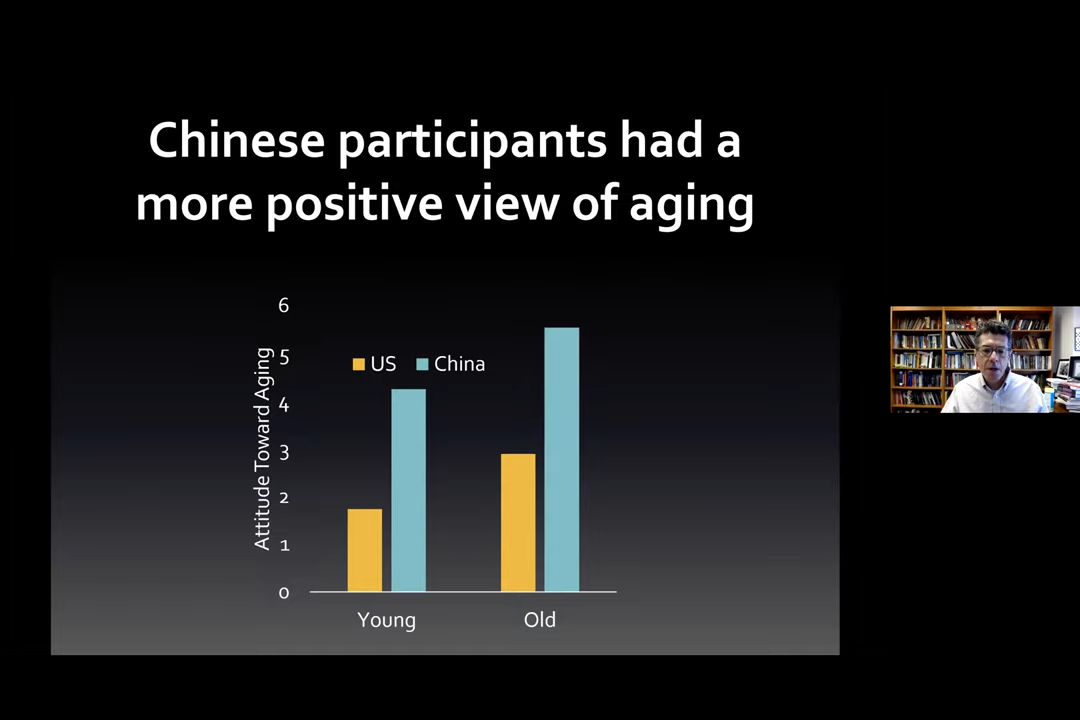 Chinese participants had a
more positive view of aging
6
5
4
3
2
1
0
Attitude Toward Aging
US China
Young Old